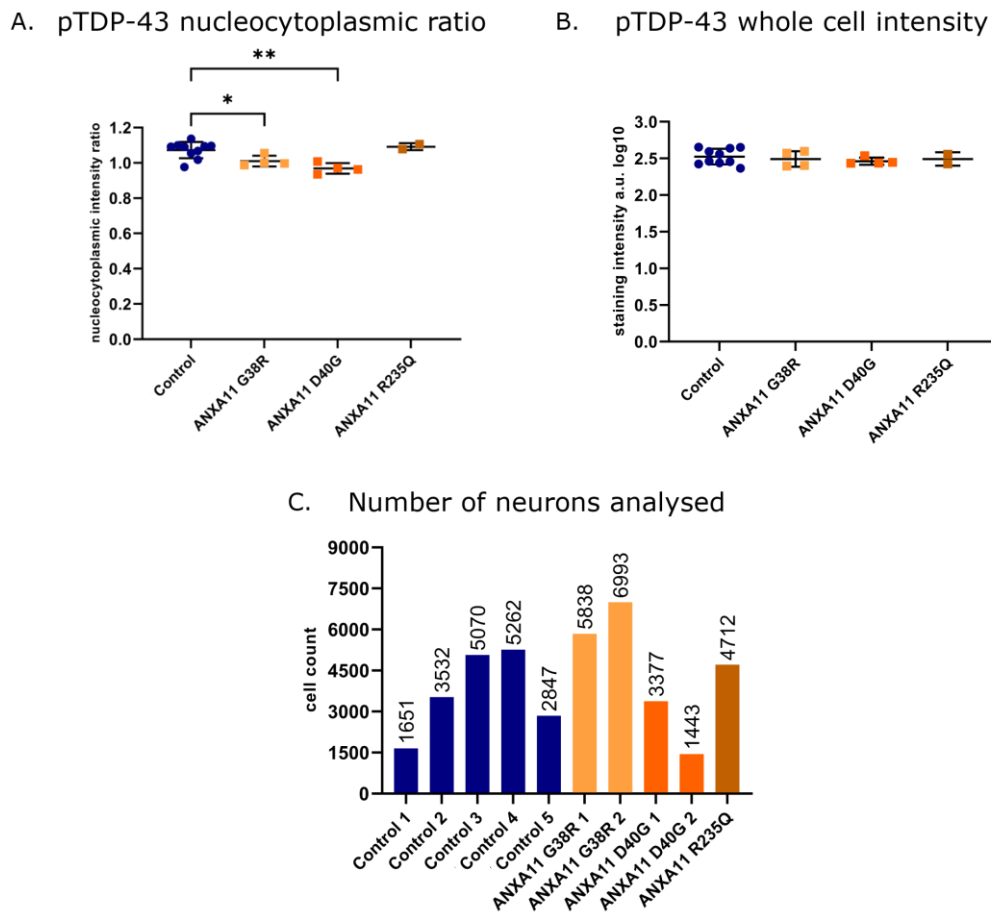 A. pTDP-43 nucleocytoplasmic ratio
**
*
nucleocytoplasmic intensity ratio
1.2
1.0
0.8
0.6
0.4
0.2
0.0
Control
ANXA11 G38R
ANXA11 D40G
ANXA11 R235Q
B. pTDP-43 whole cell intensity
staining intensity a.u. log10
3.0
2.5
2.0
1.5
1.0
0.5
0.0
Control
ANXA11 G38R
ANXA11 D40G
ANXA11 R235Q
C. Number of neurons analysed
cell count
9000
7500
6000
4500
3000
1500
0
1651
3532
5070
5262
2847
5838
6993
3377
1443
4712
Control 1
Control 2
Control 3
Control 4
Control 5
ANXA11 G38R 1
ANXA11 G38R 2
ANXA11 D40G 1
ANXA11 D40G 2
ANXA11 R235Q